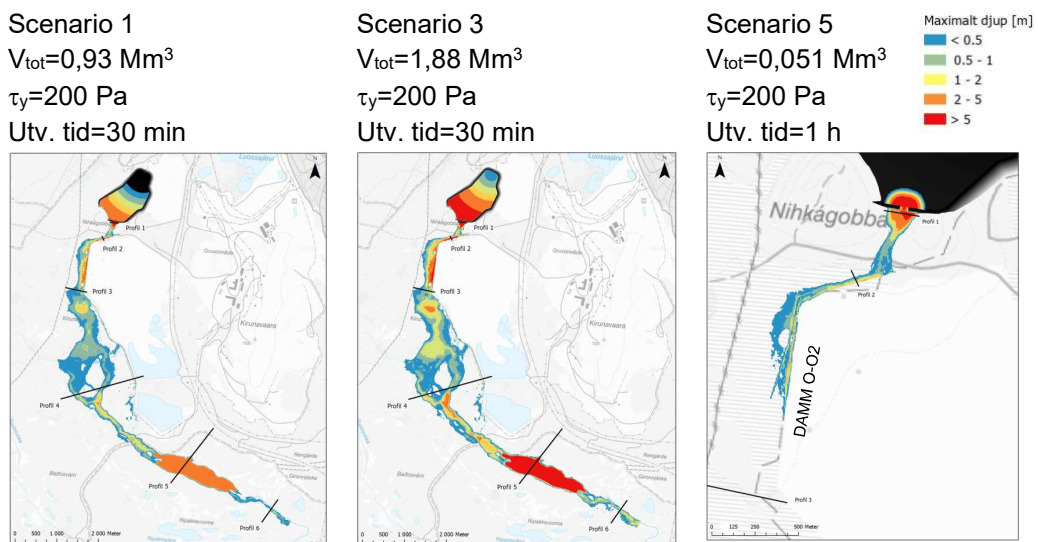 Scenario 1
Vtot=0,93 Mm³
τy=200 Pa
Utv. tid=30 min
Scenario 3
Vtot=1,88 Mm³
τy=200 Pa
Utv. tid=30 min
Scenario 5
Vtot=0,051 Mm³
τy=200 Pa
Utv. tid=1 h
Maximalt djup [m]
< 0.5
0.5 - 1
1 - 2
2 - 5
> 5
N
Luossajärvi
Profil 1
Profil 2
Profil 3
Kirunavaara
Profil 4
Profil 5
Profil 6
0 500 1 000 2 000 Meter
N
Luossajärvi
Profil 1
Profil 2
Profil 3
Kirunavaara
Profil 4
Profil 5
Profil 6
0 500 1 000 2 000 Meter
N
Nihkágobba
Profil 1
Profil 2
DAMM O-O2
Profil 3
0 125 250 500 Meter